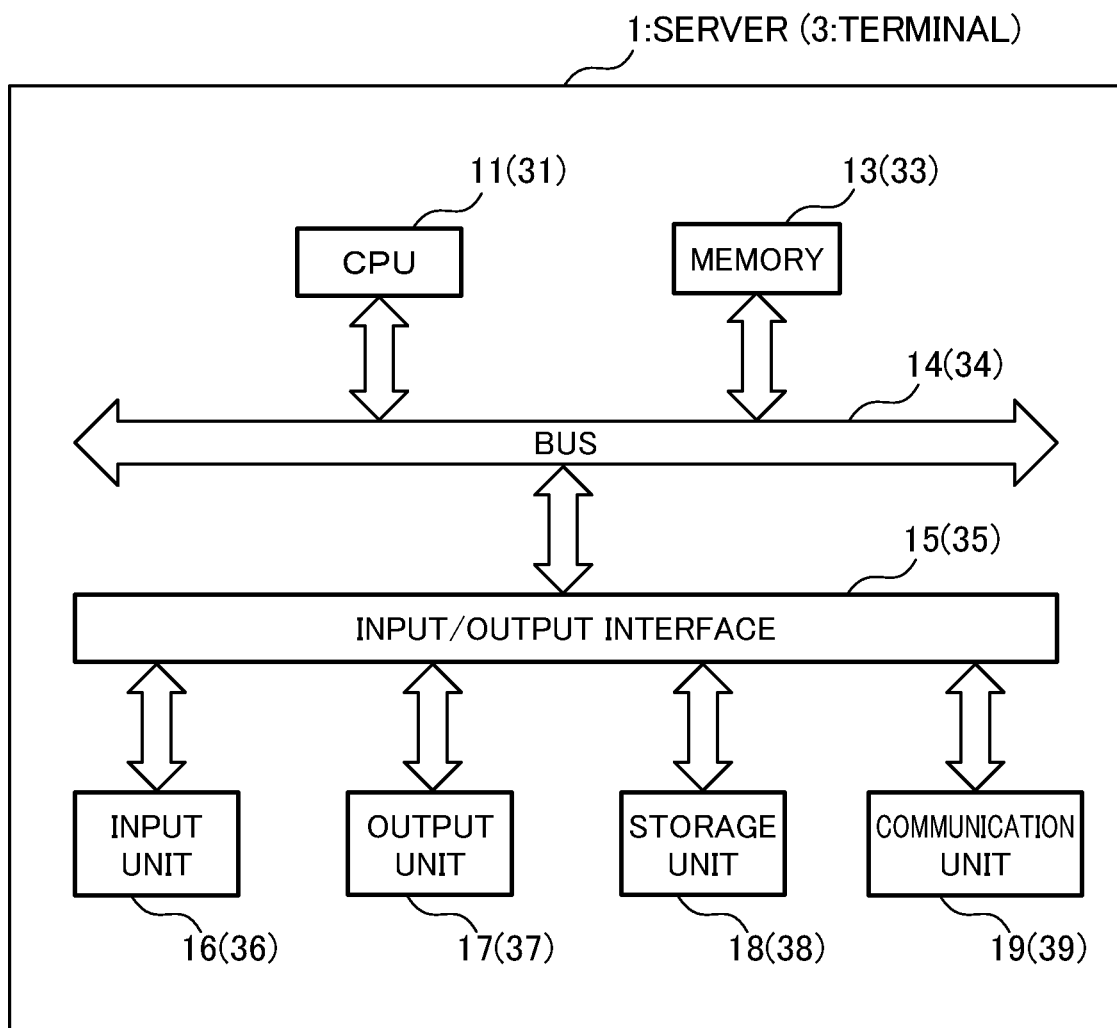 1:SERVER (3:TERMINAL)
11(31)
13(33)
CPU
MEMORY
14(34)
BUS
15(35)
INPUT/OUTPUT INTERFACE
INPUT
UNIT
OUTPUT
UNIT
STORAGE
UNIT
COMMUNICATION
UNIT
16(36)
17(37)
18(38)
19(39)